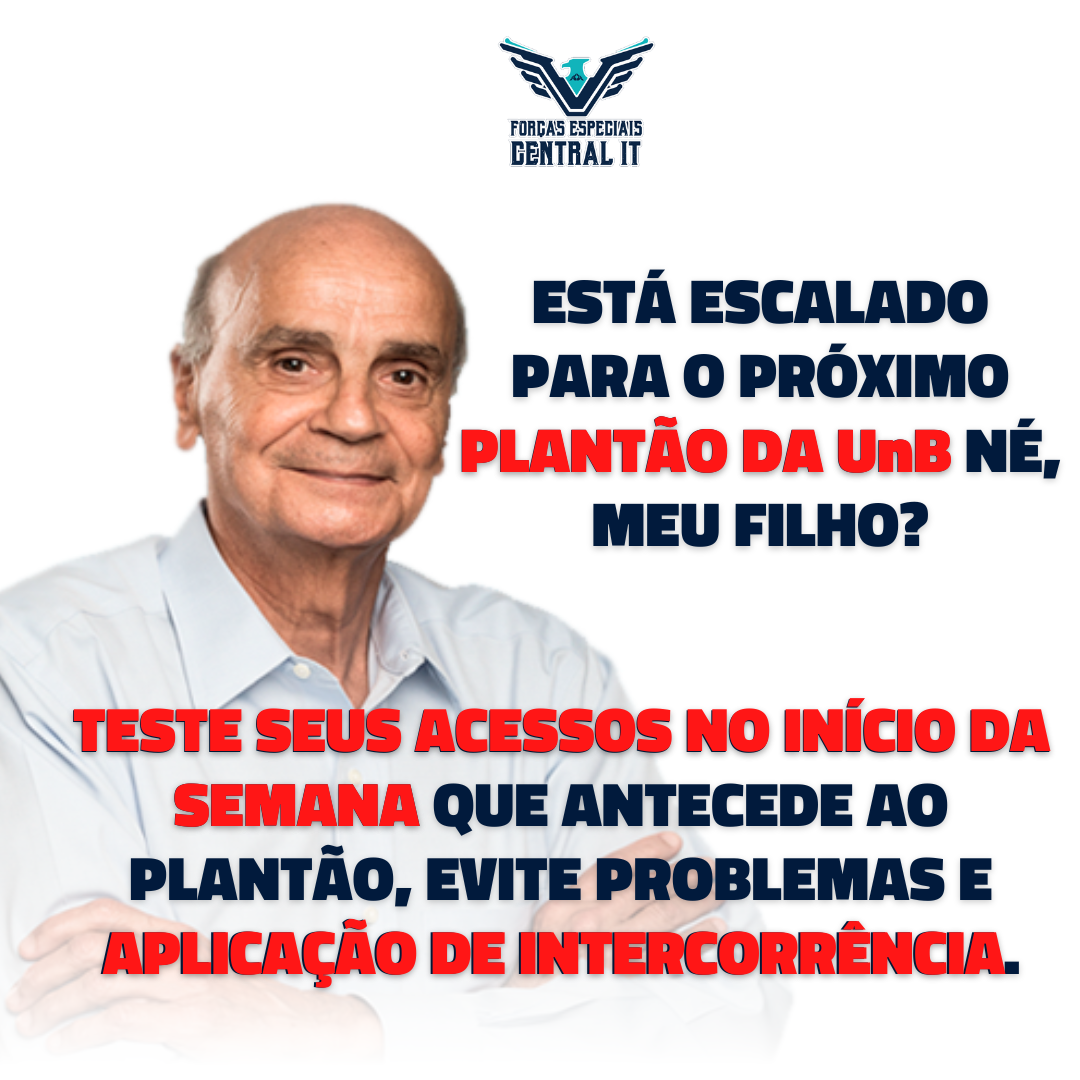 FORÇAS ESPECIAIS
CENTRAL IT
ESTÁ ESCALADO
PARA O PRÓXIMO
PLANTÃO DA UnB NÉ,
MEU FILHO?
TESTE SEUS ACESSOS NO INÍCIO DA
SEMANA QUE ANTECEDE AO
PLANTÃO, EVITE PROBLEMAS E
APLICAÇÃO DE INTERCORRÊNCIA.